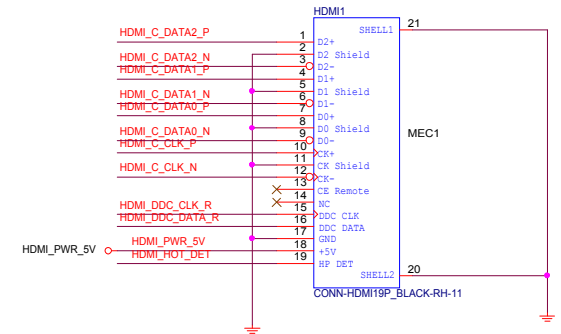 HDMI1
HDMI_C_DATA2_P 1 D2+ SHELL1 21
2 D2 Shield
HDMI_C_DATA2_N 3 D2-
HDMI_C_DATA1_P 4 D1+
5 D1 Shield
HDMI_C_DATA1_N 6 D1-
HDMI_C_DATA0_P 7 D0+
8 D0 Shield MEC1
HDMI_C_DATA0_N 9 D0-
HDMI_C_CLK_P 10 CK+
11 CK Shield
HDMI_C_CLK_N 12 CK-
13 CE Remote
14 NC
HDMI_DDC_CLK_R 15 DDC CLK
HDMI_DDC_DATA_R 16 DDC DATA
17 GND
HDMI_PWR_5V HDMI_PWR_5V 18 +5V
HDMI_HOT_DET 19 HP DET
SHELL2 20
CONN-HDMI19P_BLACK-RH-11